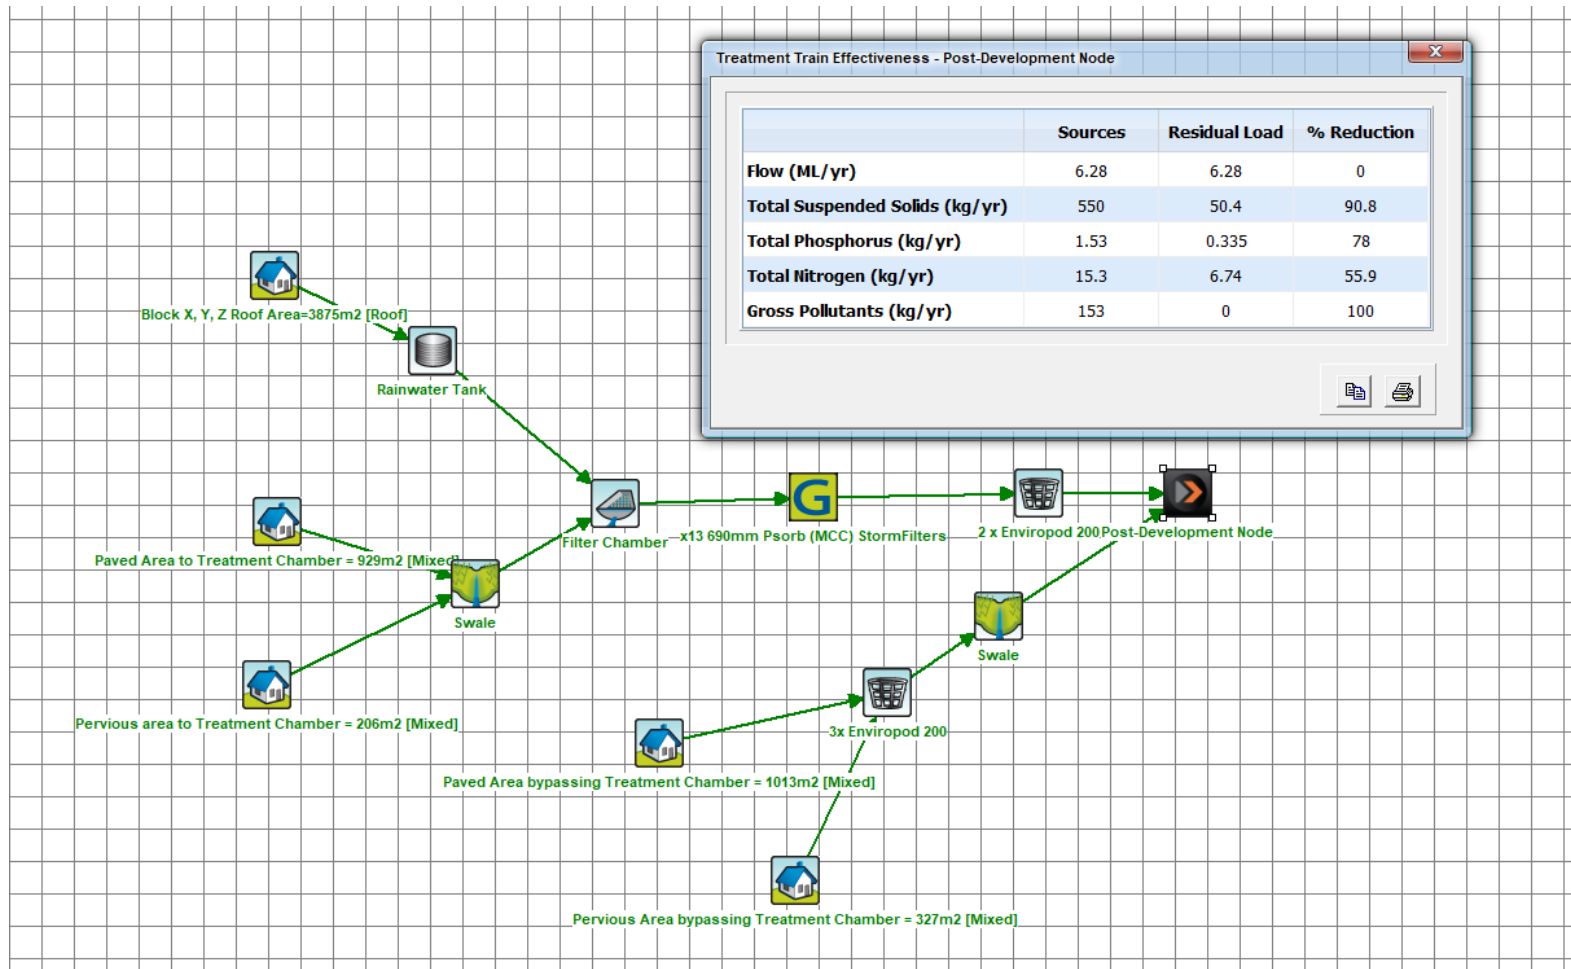 Treatment Train Effectiveness - Post-Development Node
X
Sources Residual Load % Reduction
Flow (ML/yr) 6.28 6.28 0
Total Suspended Solids (kg/yr) 550 50.4 90.8
Total Phosphorus (kg/yr) 1.53 0.335 78
Total Nitrogen (kg/yr) 15.3 6.74 55.9
Gross Pollutants (kg/yr) 153 0 100
Block X, Y, Z Roof Area=3875m2 [Roof]
Rainwater Tank
G
Filter Chamber
x13 690mm Psorb (MCC) StormFilters
2 x Enviropod 200
Post-Development Node
Paved Area to Treatment Chamber = 929m2 [Mixed]
Swale
Swale
Pervious area to Treatment Chamber = 206m2 [Mixed]
3x Enviropod 200
Paved Area bypassing Treatment Chamber = 1013m2 [Mixed]
Pervious Area bypassing Treatment Chamber = 327m2 [Mixed]